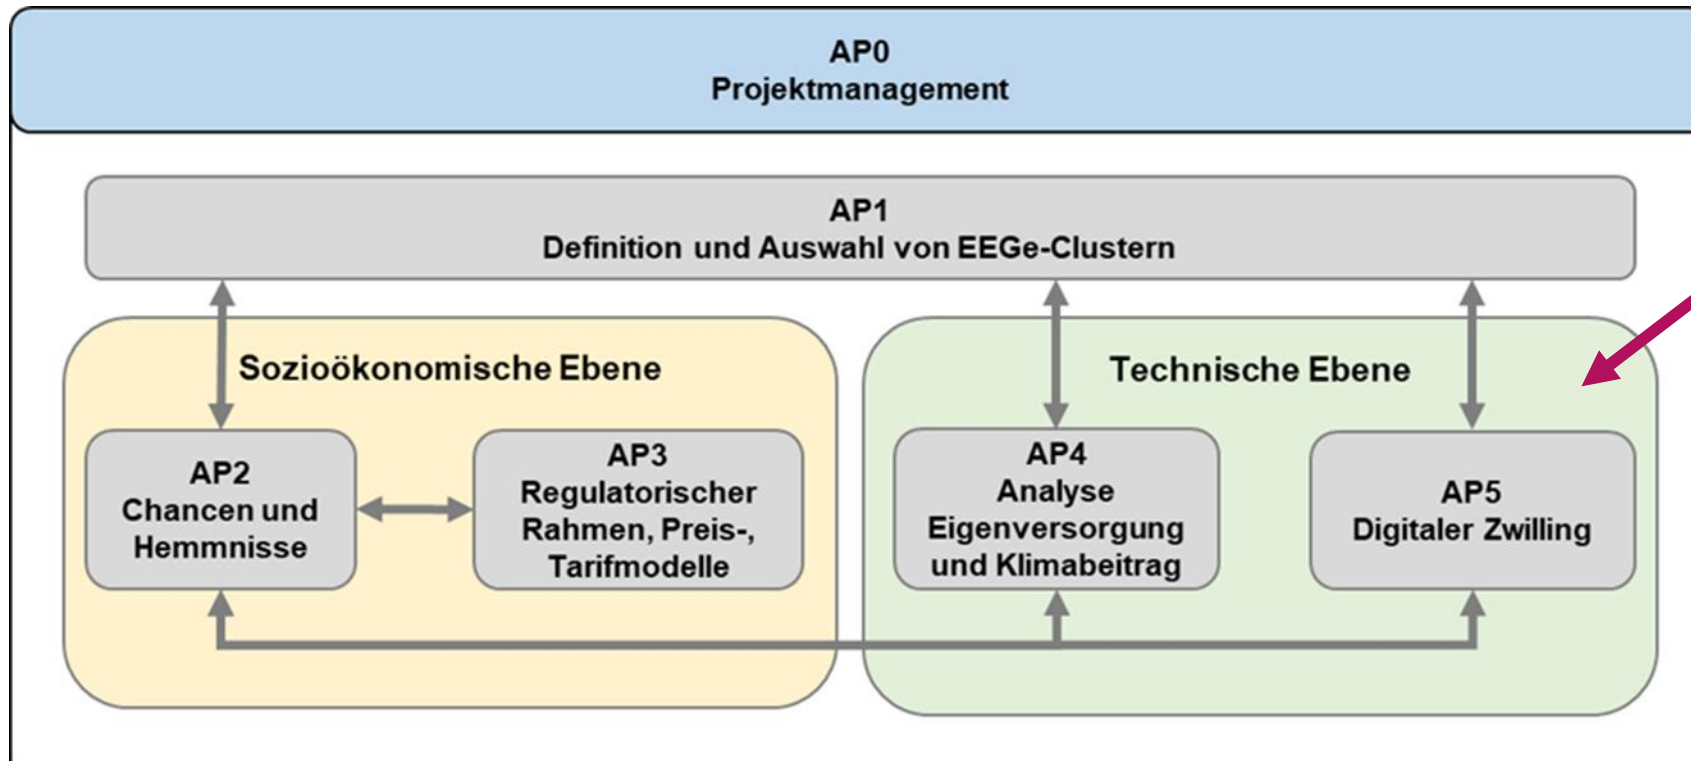 AP0
Projektmanagement
AP1
Definition und Auswahl von EEGe-Clustern
Sozioökonomische Ebene
AP2
Chancen und
Hemmnisse
AP3
Regulatorischer
Rahmen, Preis-,
Tarifmodelle
Technische Ebene
AP4
Analyse
Eigenversorgung
und Klimabeitrag
AP5
Digitaler Zwilling